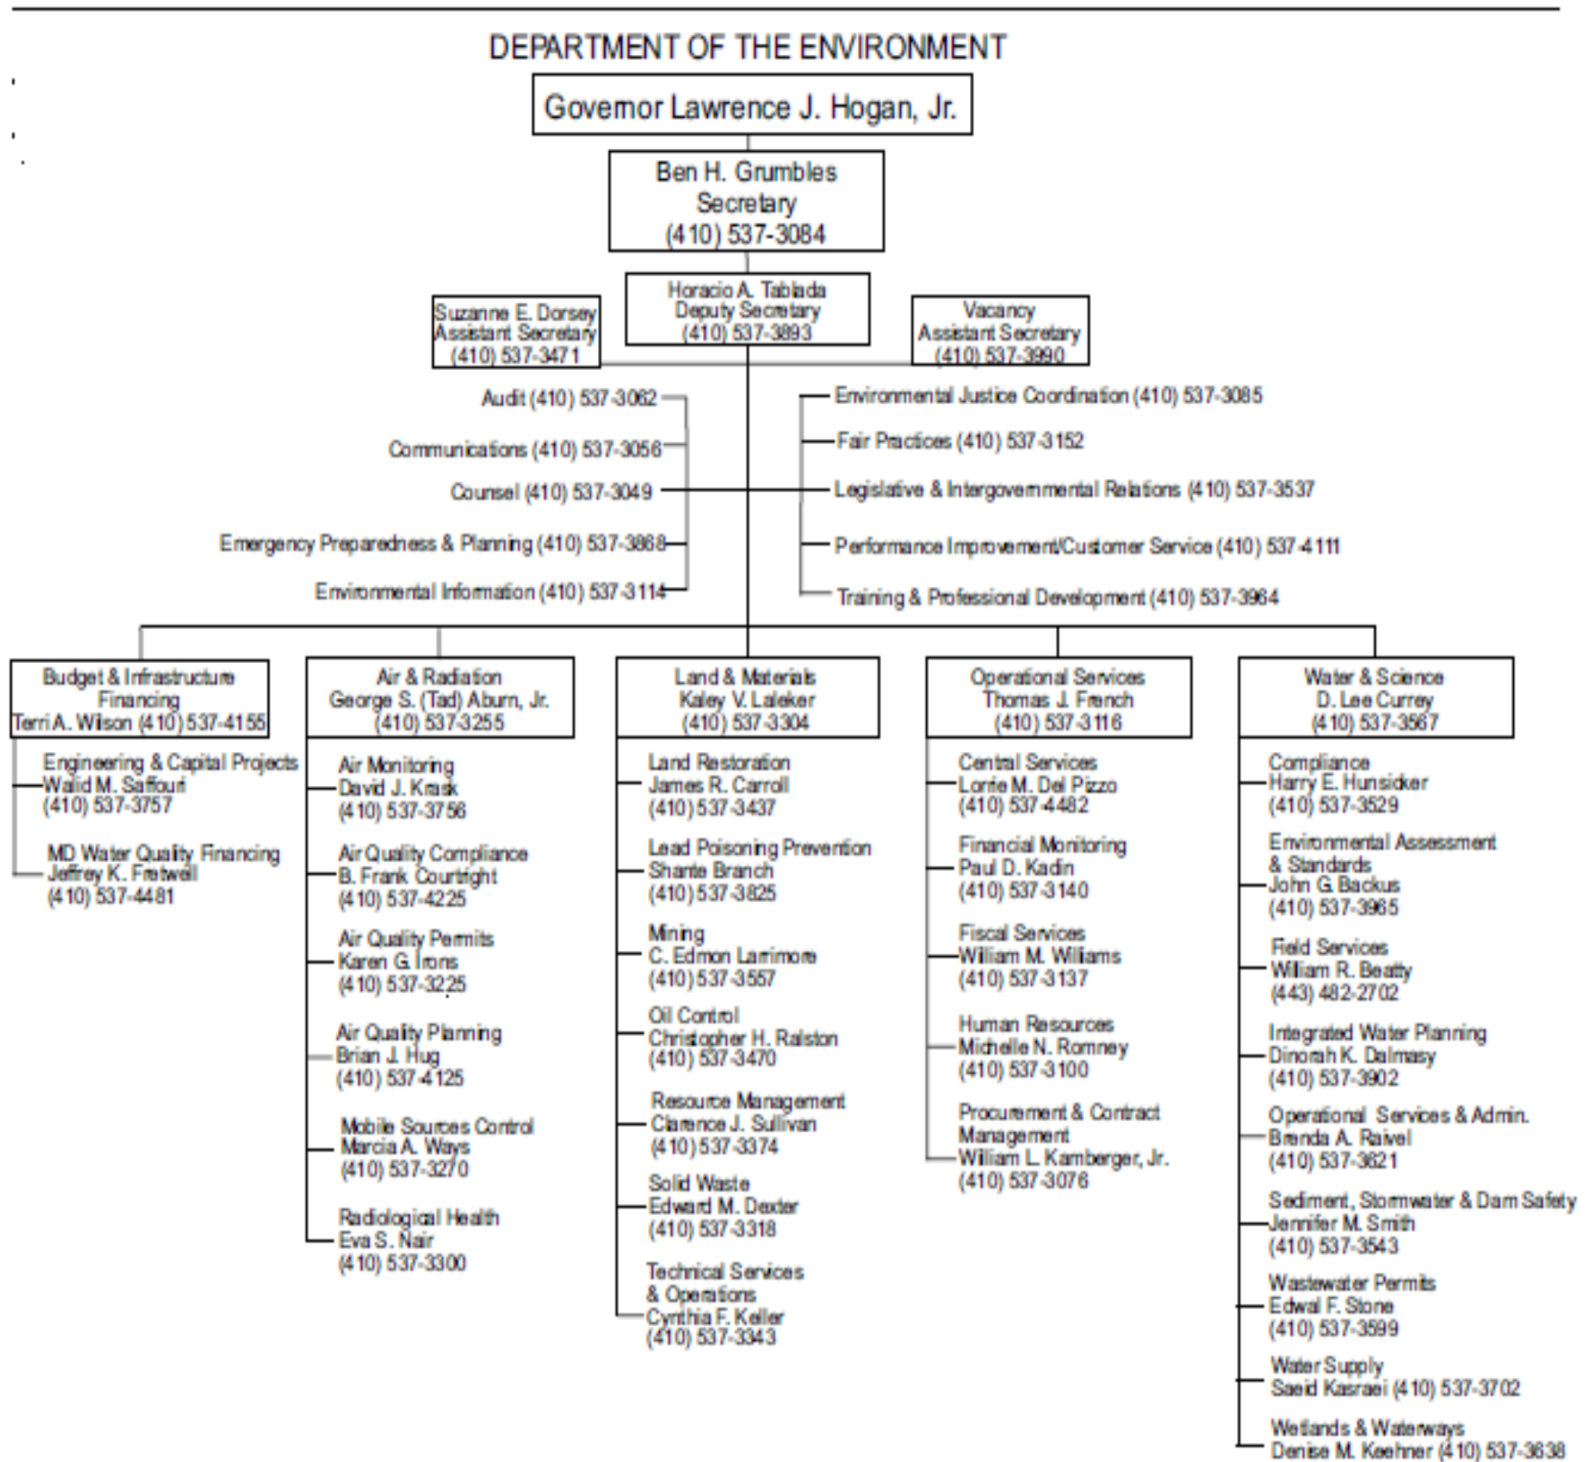 DEPARTMENT OF THE ENVIRONMENT
Governor Lawrence J. Hogan, Jr.
Ben H. Grumbles
Secretary
(410) 537-3084
Horacio A. Tablada
Deputy Secretary
(410) 537-3893
Suzanne E. Dorsey
Assistant Secretary
(410) 537-3471
Vacancy
Assistant Secretary
(410) 537-3990
Audit (410) 537-3062
Communications (410) 537-3056
Counsel (410) 537-3049
Emergency Preparedness & Planning (410) 537-3868
Environmental Information (410) 537-3114
Environmental Justice Coordination (410) 537-3085
Fair Practices (410) 537-3152
Legislative & Intergovernmental Relations (410) 537-3537
Performance Improvement/Customer Service (410) 537-4111
Training & Professional Development (410) 537-3964
Budget & Infrastructure
Financing
Terri A. Wilson (410) 537-4155
Engineering & Capital Projects
Walid M. Saffouri
(410) 537-3757
MD Water Quality Financing
Jeffrey K. Fretwell
(410) 537-4481
Air & Radiation
George S. (Tad) Aburn, Jr.
(410) 537-3255
Air Monitoring
David J. Krask
(410) 537-3756
Air Quality Compliance
B. Frank Courtright
(410) 537-4225
Air Quality Permits
Karen G. Irons
(410) 537-3225
Air Quality Planning
Brian J. Hug
(410) 537-4125
Mobile Sources Control
Marcia A. Ways
(410) 537-3270
Radiological Health
Eva S. Nair
(410) 537-3300
Land & Materials
Kaley V. Laleker
(410) 537-3304
Land Restoration
James R. Carroll
(410) 537-3437
Lead Poisoning Prevention
Shante Branch
(410) 537-3825
Mining
C. Edmon Larrimore
(410) 537-3557
Oil Control
Christopher H. Ralston
(410) 537-3470
Resource Management
Clarence J. Sullivan
(410) 537-3374
Solid Waste
Edward M. Dexter
(410) 537-3318
Technical Services
& Operations
Cynthia F. Keller
(410) 537-3343
Operational Services
Thomas J. French
(410) 537-3116
Central Services
Lorrie M. Del Pizzo
(410) 537-4482
Financial Monitoring
Paul D. Kadin
(410) 537-3140
Fiscal Services
William M. Williams
(410) 537-3137
Human Resources
Michelle N. Romney
(410) 537-3100
Procurement & Contract
Management
William L. Kamberger, Jr.
(410) 537-3076
Water & Science
D. Lee Currey
(410) 537-3567
Compliance
Harry E. Hunsicker
(410) 537-3529
Environmental Assessment
& Standards
John G. Backus
(410) 537-3965
Field Services
William R. Beatty
(443) 482-2702
Integrated Water Planning
Dinorah K. Dalmasy
(410) 537-3902
Operational Services & Admin.
Brenda A. Raivel
(410) 537-3621
Sediment, Stormwater & Dam Safety
Jennifer M. Smith
(410) 537-3543
Wastewater Permits
Edwal F. Stone
(410) 537-3599
Water Supply
Saeid Kasraei (410) 537-3702
Wetlands & Waterways
Denise M. Keehner (410) 537-3638